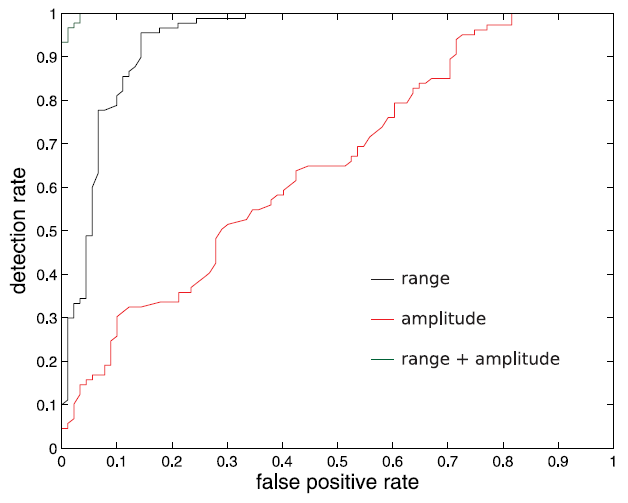 1
0.9
0.8
0.7
0.6
0.5
0.4
0.3
0.2
0.1
0
detection rate
range
amplitude
range + amplitude
0 0.1 0.2 0.3 0.4 0.5 0.6 0.7 0.8 0.9 1
false positive rate